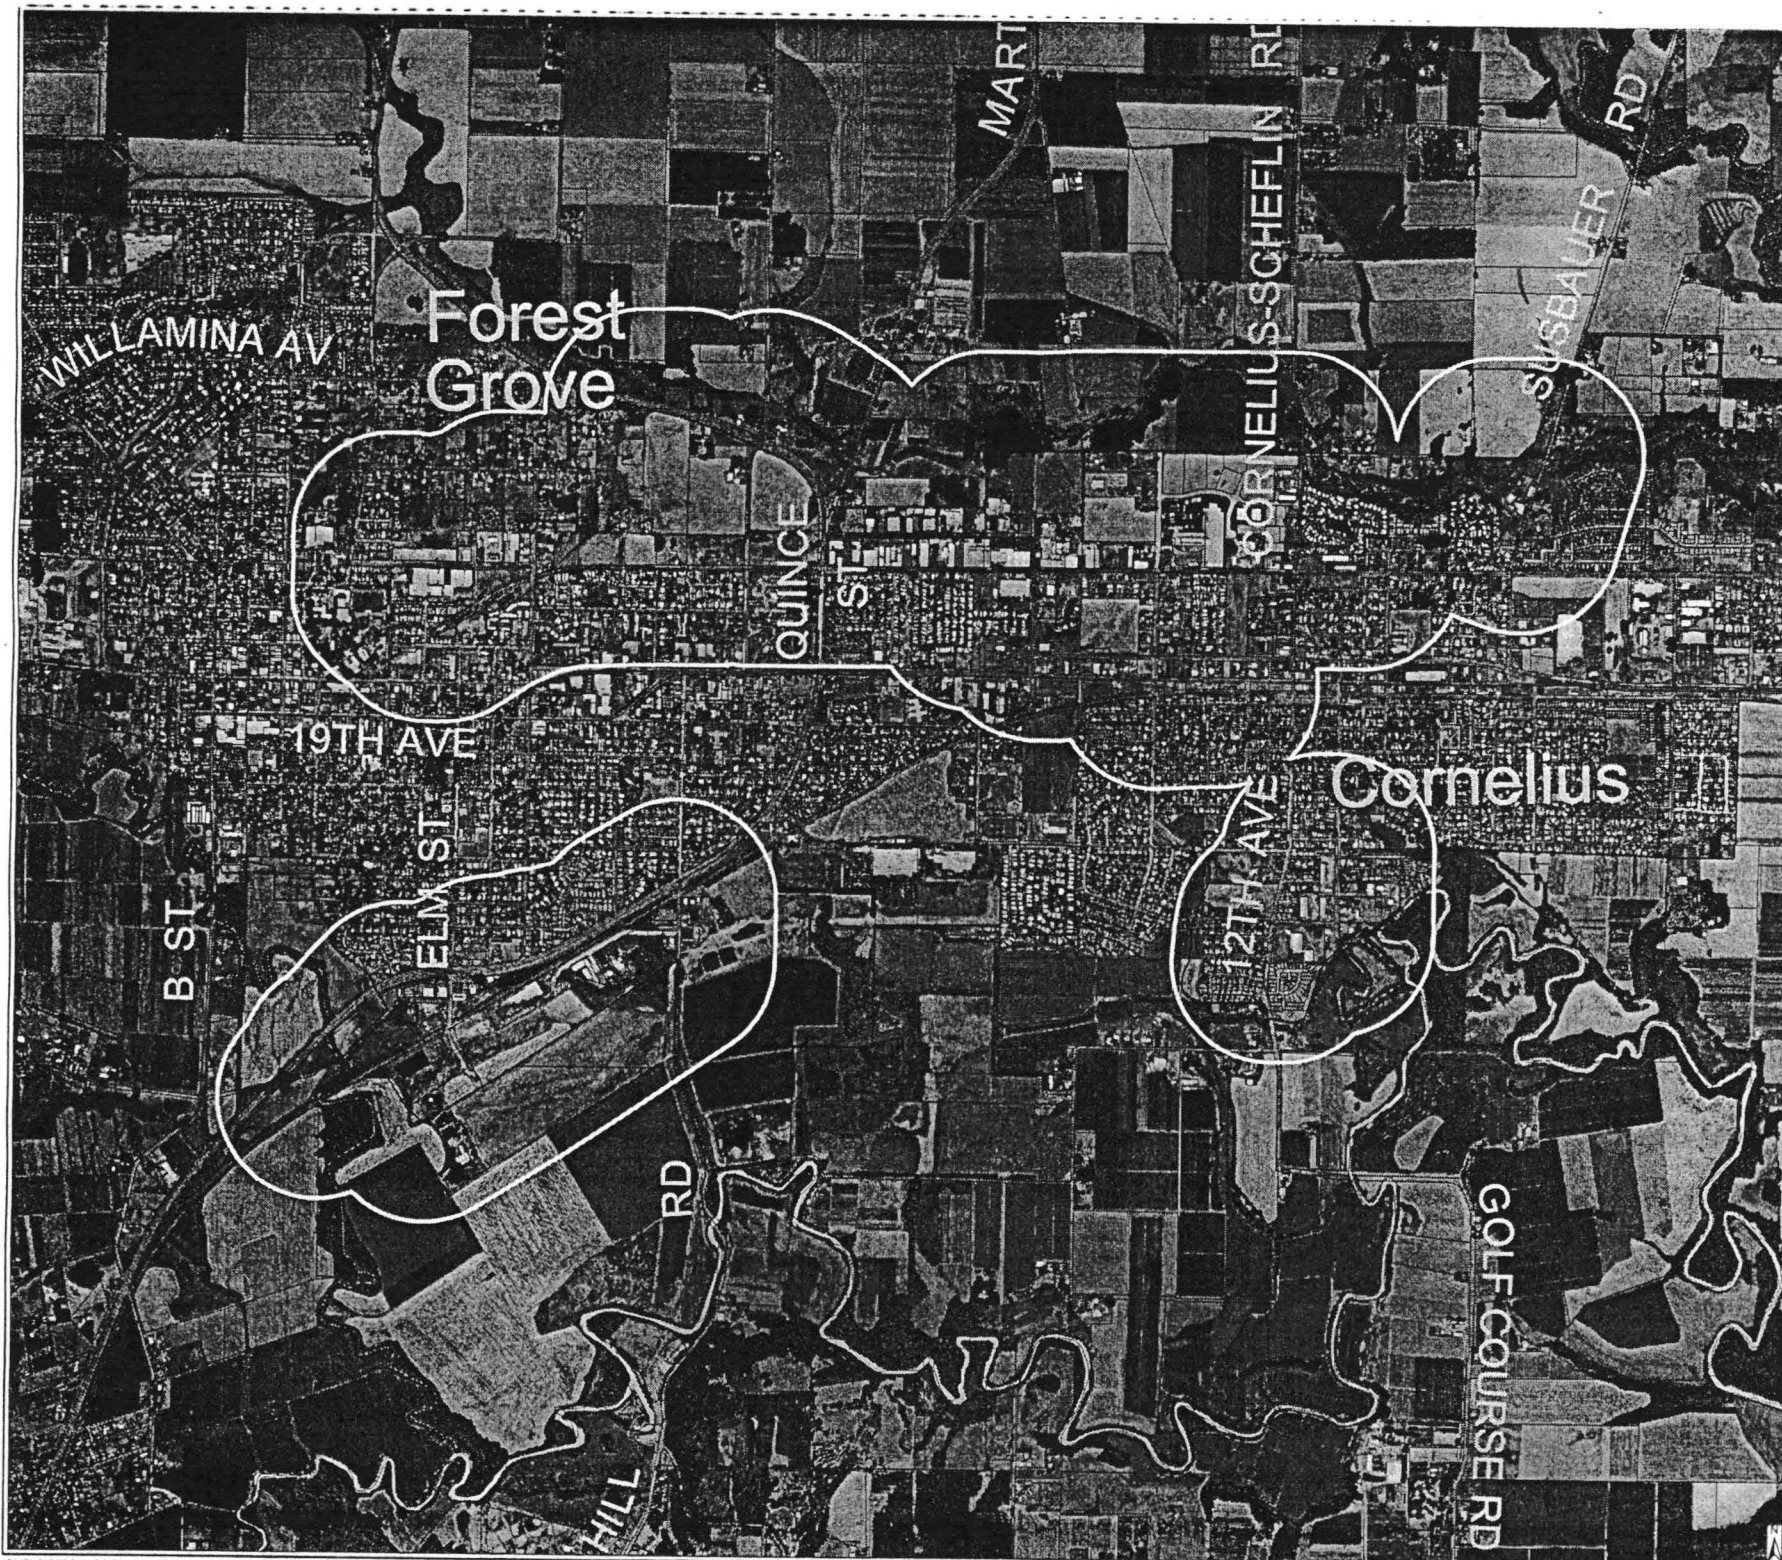 MART
CORNELIUS-SCHEFLIN RD
SUSBAUER RD
WILLAMINA AV
Forest
Grove
QUINCE ST
19TH AVE
Cornelius
ELM ST
12TH AVE
B ST
HILL RD
GOLF COURSE RD